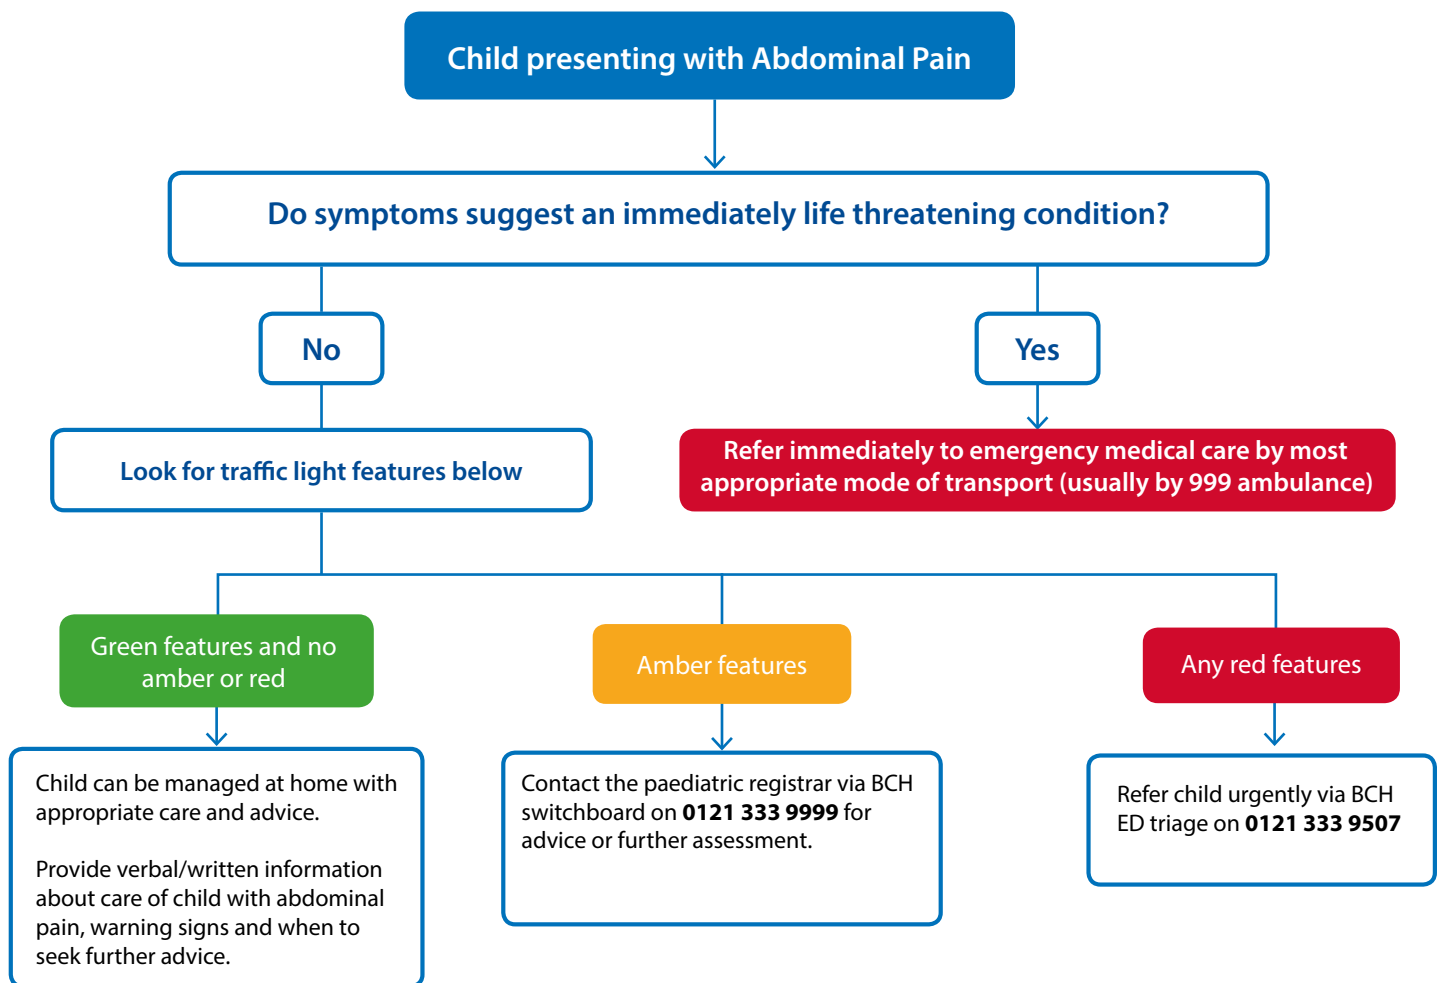 Child presenting with Abdominal Pain
Do symptoms suggest an immediately life threatening condition?
No
Yes
Look for traffic light features below
Refer immediately to emergency medical care by most
appropriate mode of transport (usually by 999 ambulance)
Green features and no
amber or red
Amber features
Any red features
Child can be managed at home with
appropriate care and advice.
Provide verbal/written information
about care of child with abdominal
pain, warning signs and when to
seek further advice.
Contact the paediatric registrar via BCH
switchboard on 0121 333 9999 for
advice or further assessment.
Refer child urgently via BCH
ED triage on 0121 333 9507